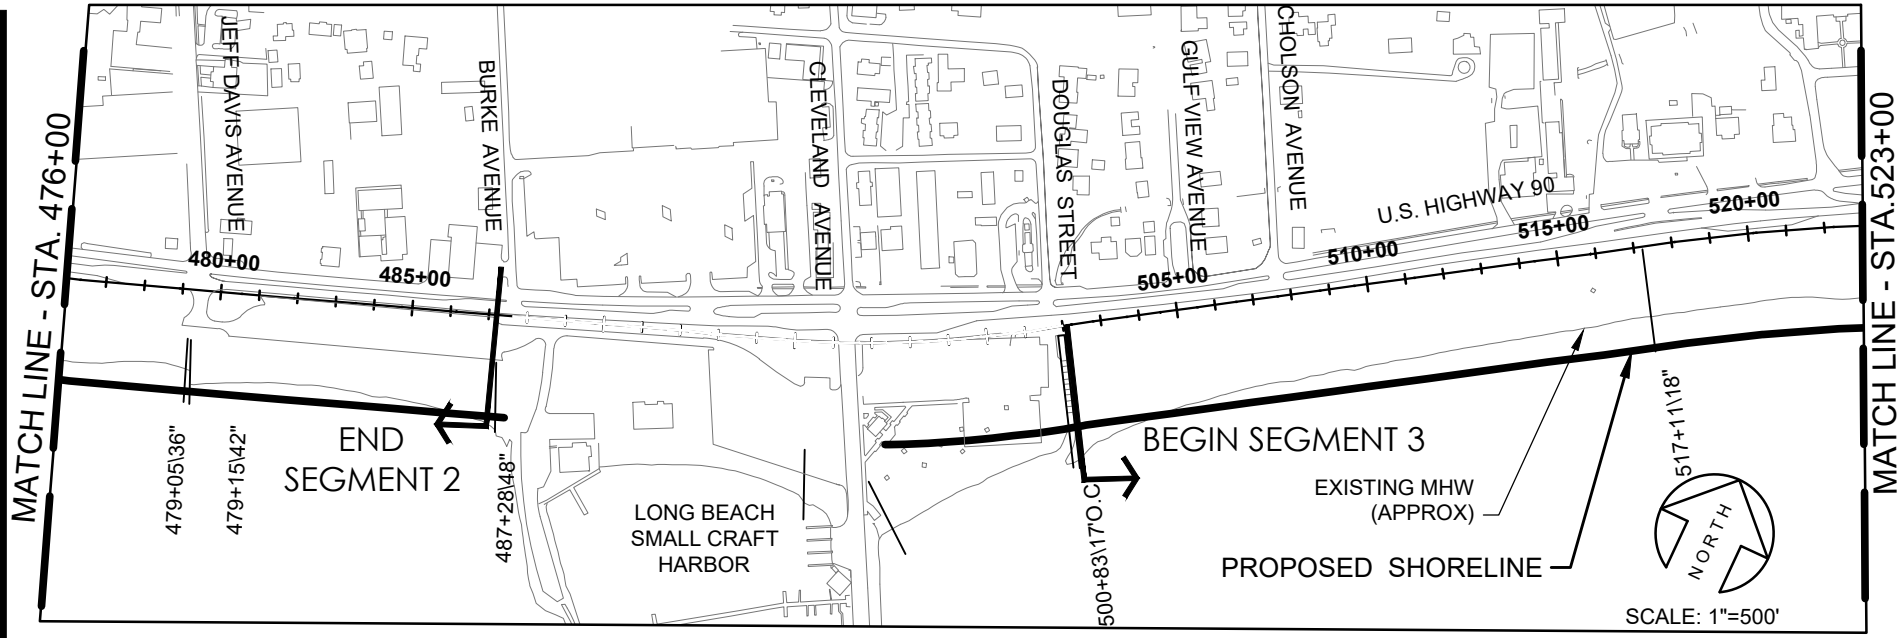 MATCH LINE - STA. 476+00
JEFF DAVIS AVENUE
BURKE AVENUE
CLEVELAND AVENUE
DOUGLAS STREET
GULF VIEW AVENUE
CHOLSON AVENUE
U.S. HIGHWAY 90
480+00
485+00
505+00
510+00
515+00
520+00
MATCH LINE - STA.523+00
END
SEGMENT 2
BEGIN SEGMENT 3
479+05\36"
479+15\42"
487+28\48"
LONG BEACH
SMALL CRAFT
HARBOR
500+83\17"O.C
EXISTING MHW
(APPROX)
PROPOSED SHORELINE
517+11\18"
NORTH
SCALE: 1"=500'